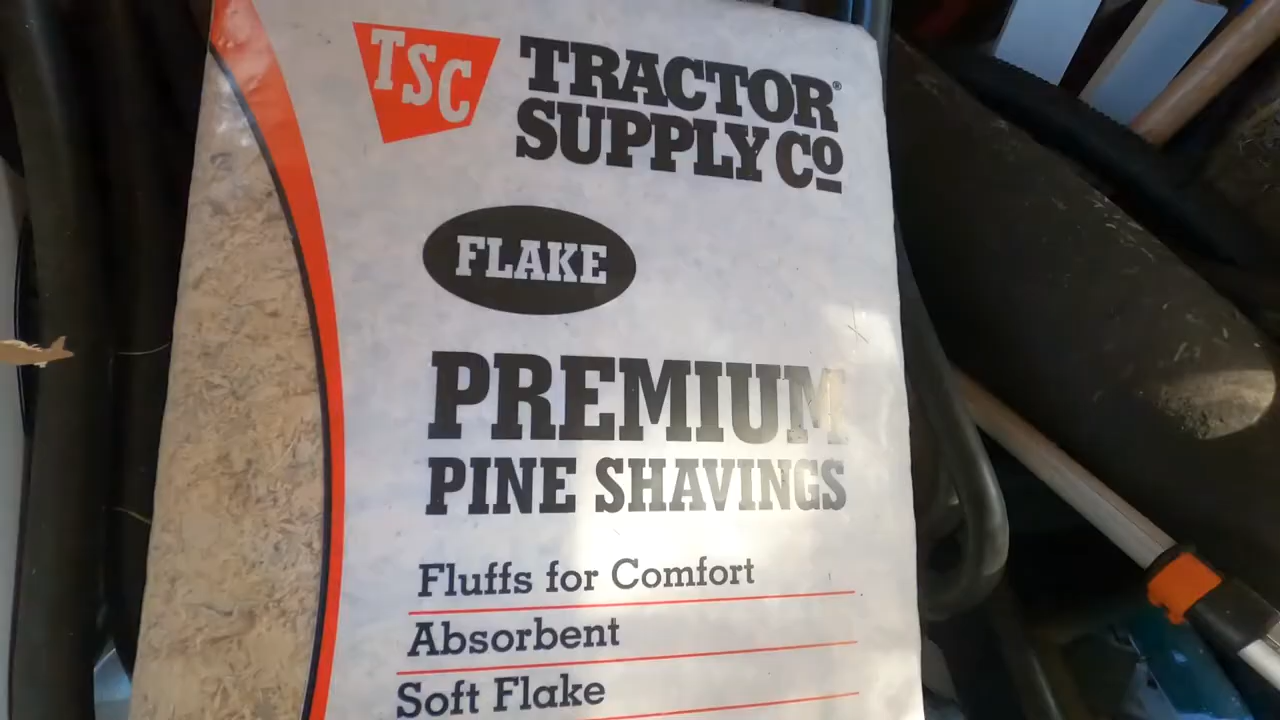 TSC
TRACTOR®
SUPPLY Co
FLAKE
PREMIUM
PINE SHAVINGS
Fluffs for Comfort
Absorbent
Soft Flake